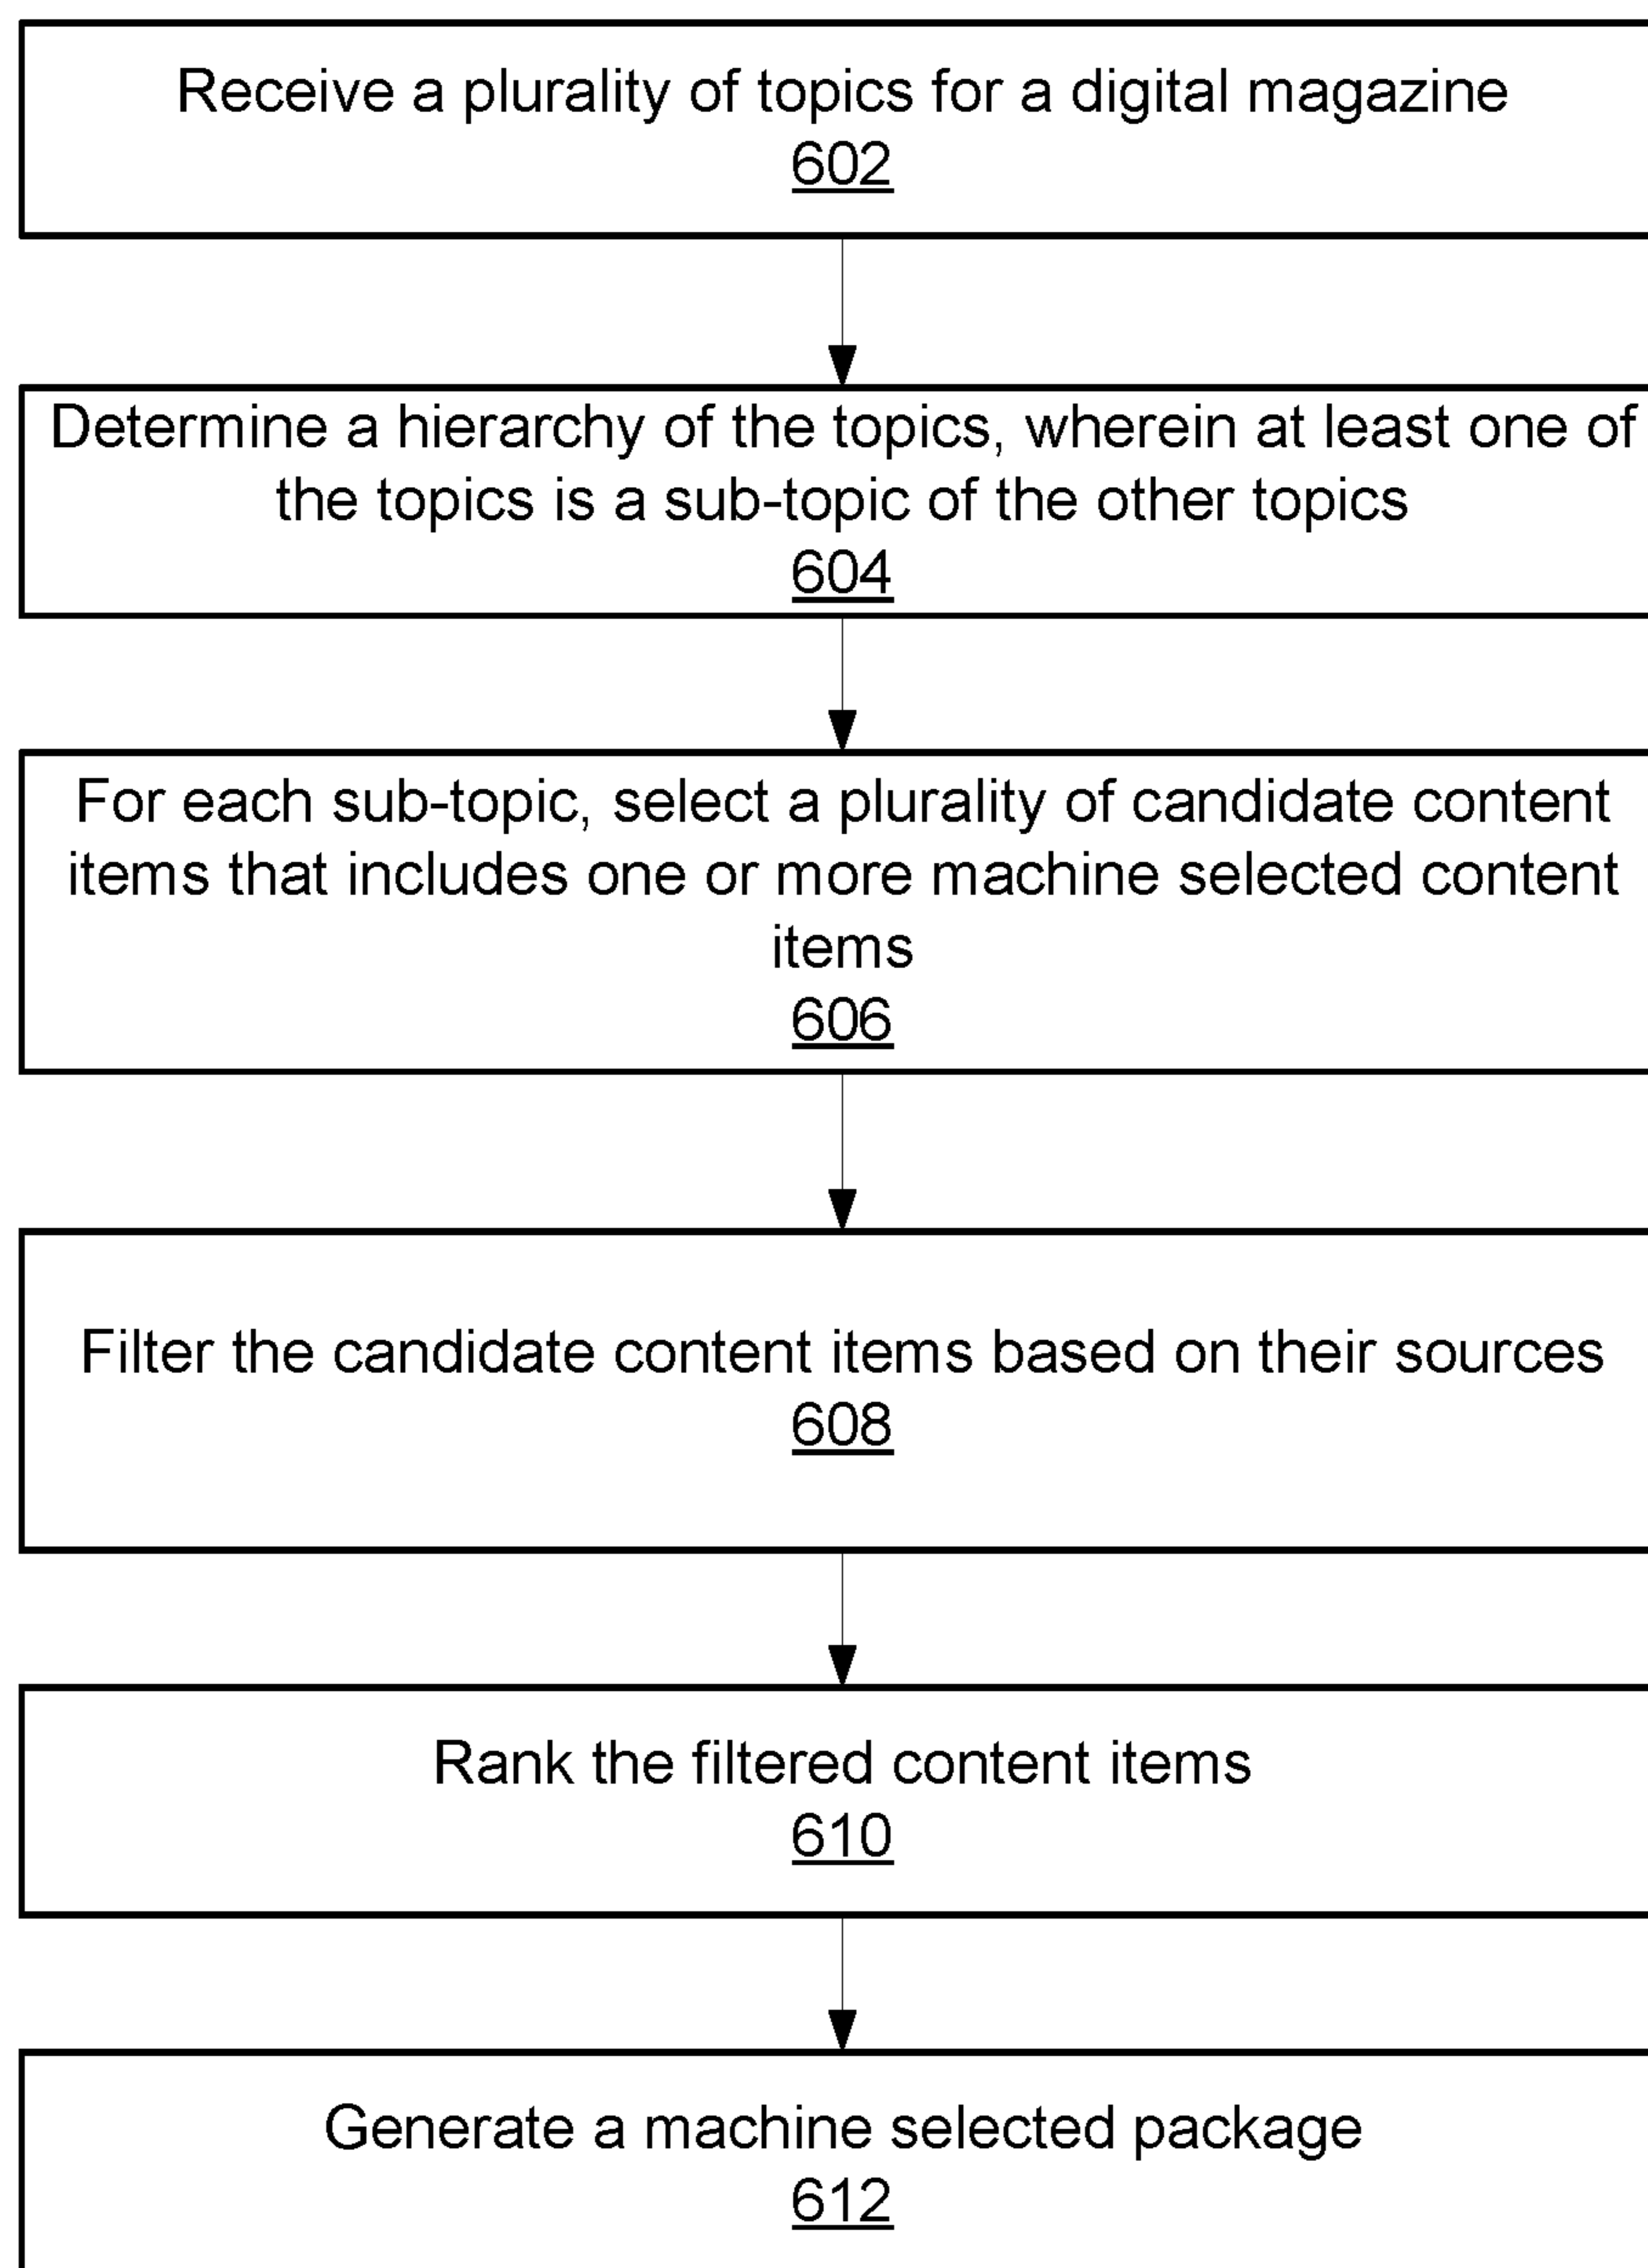 Receive a plurality of topics for a digital magazine
602
Determine a hierarchy of the topics, wherein at least one of
the topics is a sub-topic of the other topics
604
For each sub-topic, select a plurality of candidate content
items that includes one or more machine selected content
items
606
Filter the candidate content items based on their sources
608
Rank the filtered content items
610
Generate a machine selected package
612